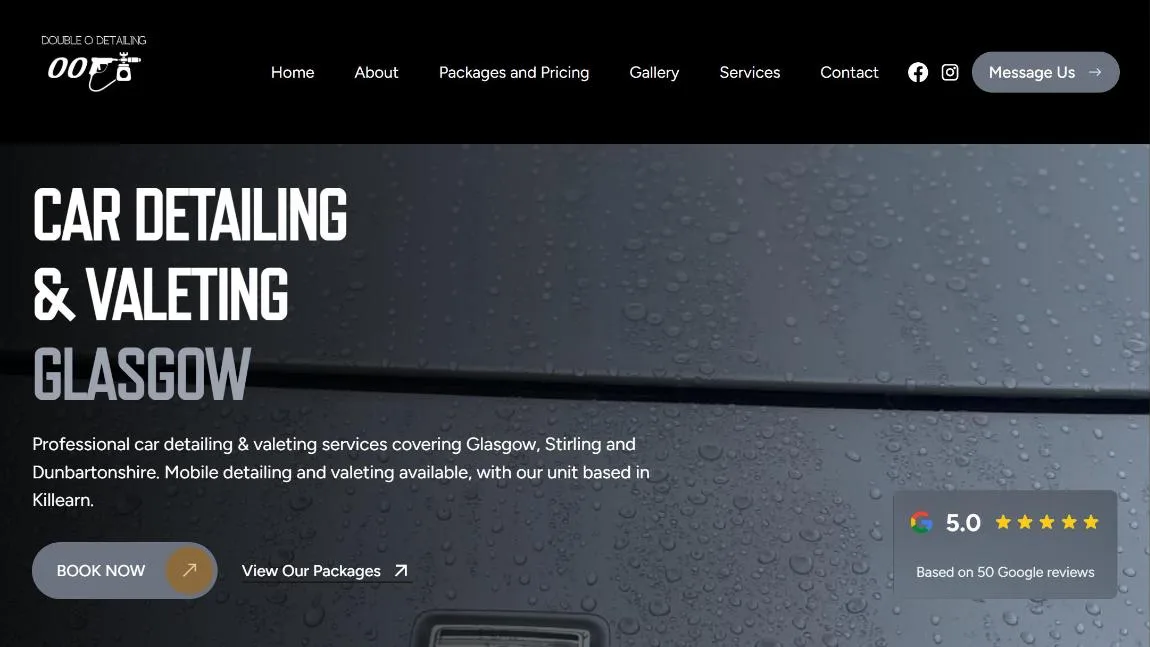 DOUBLE O DETAILING
00
Home About Packages and Pricing Gallery Services Contact Message Us →
CAR DETAILING
& VALETING
GLASGOW
Professional car detailing & valeting services covering Glasgow, Stirling and
Dunbartonshire. Mobile detailing and valeting available, with our unit based in
Killearn.
5.0
Based on 50 Google reviews
BOOK NOW View Our Packages